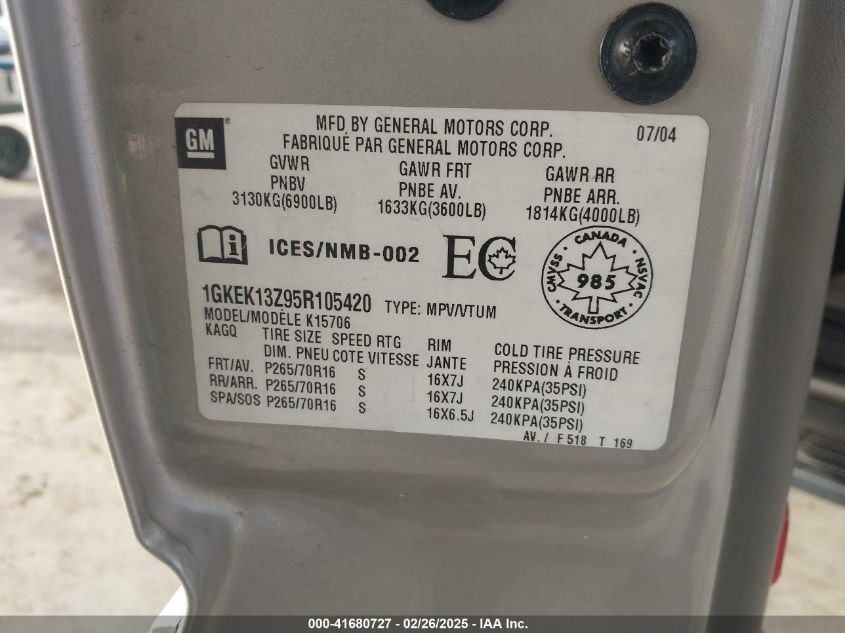 GM
MFD BY GENERAL MOTORS CORP. 07/04
FABRIQUÉ PAR GENERAL MOTORS CORP.
GVWR GAWR FRT GAWR RR
PNBV PNBE AV. PNBE ARR.
3130KG(6900LB) 1633KG(3600LB) 1814KG(4000LB)
ICES/NMB-002 EC
CANADA
CMVSS 985 NSVAC
TRANSPORT
1GKEK13Z95R105420 TYPE: MPV/VTUM
MODEL/MODÈLE K15706
KAGQ TIRE SIZE SPEED RTG RIM COLD TIRE PRESSURE
DIM. PNEU COTE VITESSE JANTE PRESSION À FROID
FRT/AV. P265/70R16 S 16X7J 240KPA(35PSI)
RR/ARR. P265/70R16 S 16X7J 240KPA(35PSI)
SPA/SOS P265/70R16 S 16X6.5J 240KPA(35PSI)
AV. / F518 T 169
000-41680727 - 02/26/2025 - IAA Inc.